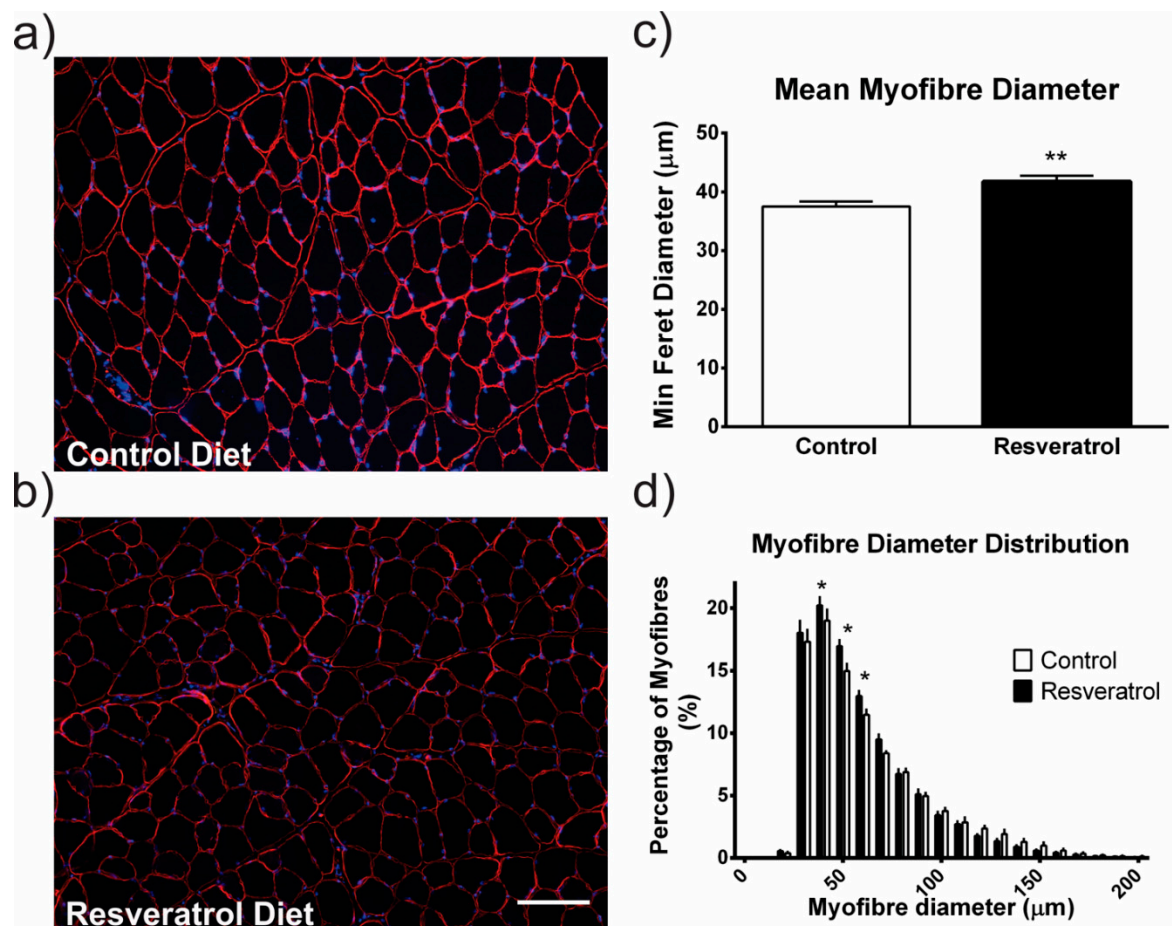 a)
Control Diet
b)
Resveratrol Diet
c)
Mean Myofibre Diameter
Min Feret Diameter (μm)
50
40
30
20
10
0
**
Control
Resveratrol
d)
Myofibre Diameter Distribution
Percentage of Myofibres
(%)
20
15
10
5
0
*
*
*
Control
Resveratrol
0
50
100
150
200
Myofibre diameter (μm)